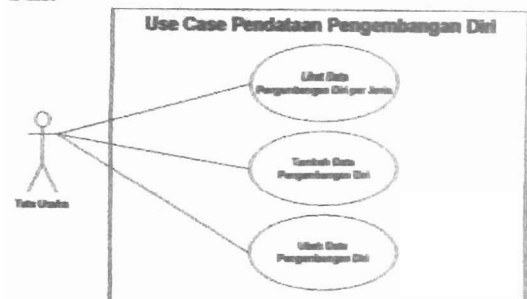 Use Case Pendataan Pengembangan Diri
Lihat Data
Pengembangan Diri per Jenis
Tambah Data
Pengembangan Diri
Ubah Data
Pengembangan Diri
Tata Usaha